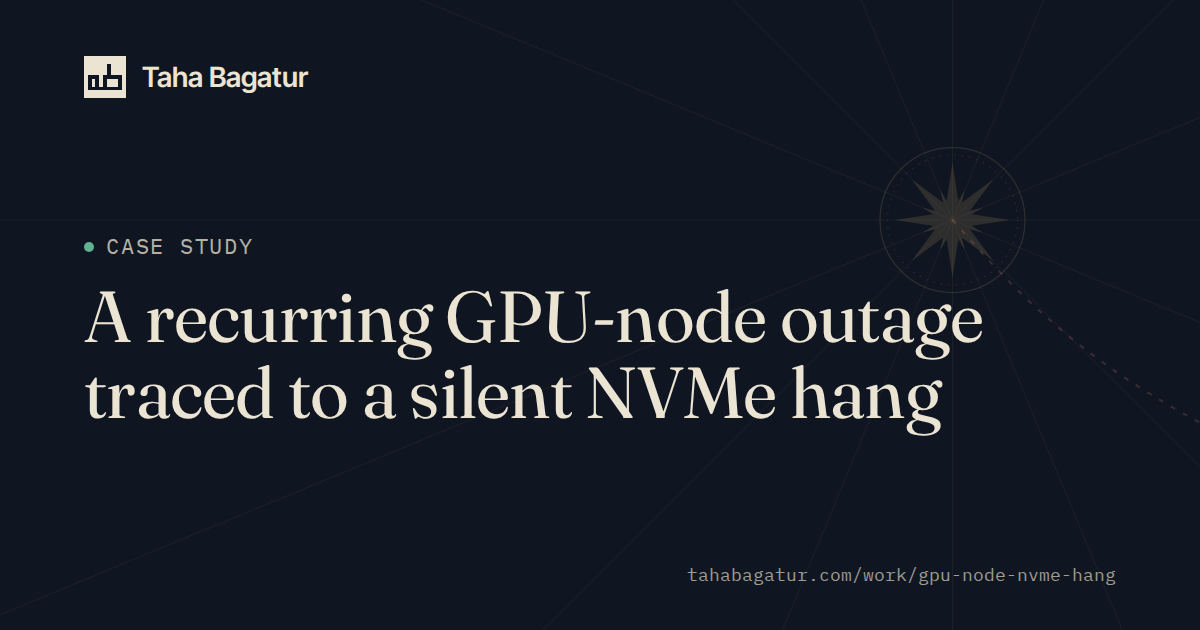 Taha Bagatur
CASE STUDY
A recurring GPU-node outage
traced to a silent NVMe hang
tahabagatur.com/work/gpu-node-nvme-hang